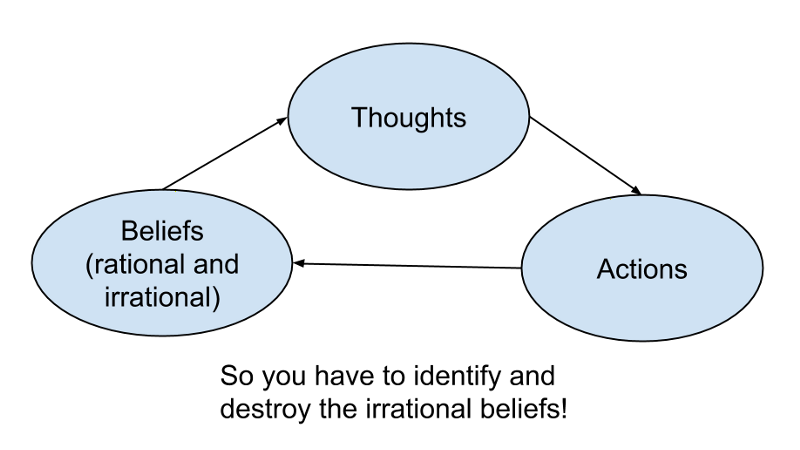 Thoughts
Beliefs
(rational and
irrational)
Actions
So you have to identify and
destroy the irrational beliefs!